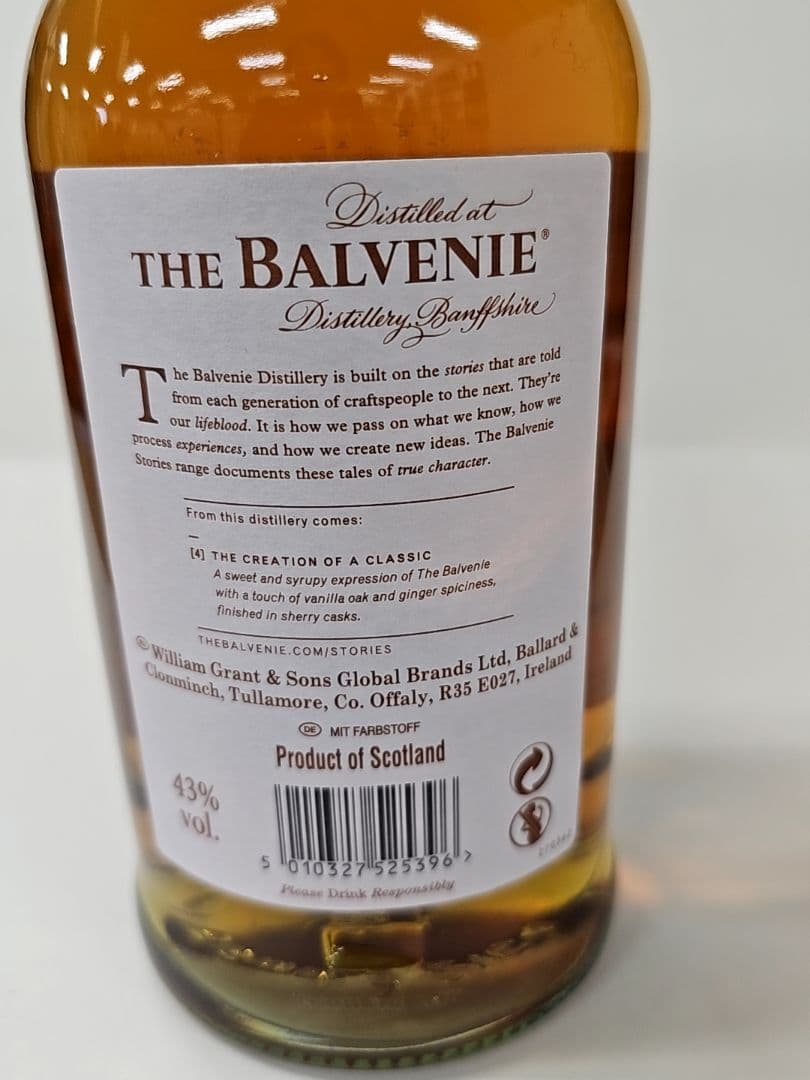 Distilled at
THE BALVENIE®
Distillery, Banffshire
The Balvenie Distillery is built on the stories that are told
from each generation of craftspeople to the next. They're
our lifeblood. It is how we pass on what we know, how we
process experiences, and how we create new ideas. The Balvenie
Stories range documents these tales of true character.
From this distillery comes:
—
[4] THE CREATION OF A CLASSIC
A sweet and syrupy expression of The Balvenie
with a touch of vanilla oak and ginger spiciness,
finished in sherry casks.
THEBALVENIE.COM/STORIES
® William Grant & Sons Global Brands Ltd, Ballard &
Clonminch, Tullamore, Co. Offaly, R35 E027, Ireland
DE MIT FARBSTOFF
Product of Scotland
43%
vol.
5 010327 525396 >
Please Drink Responsibly